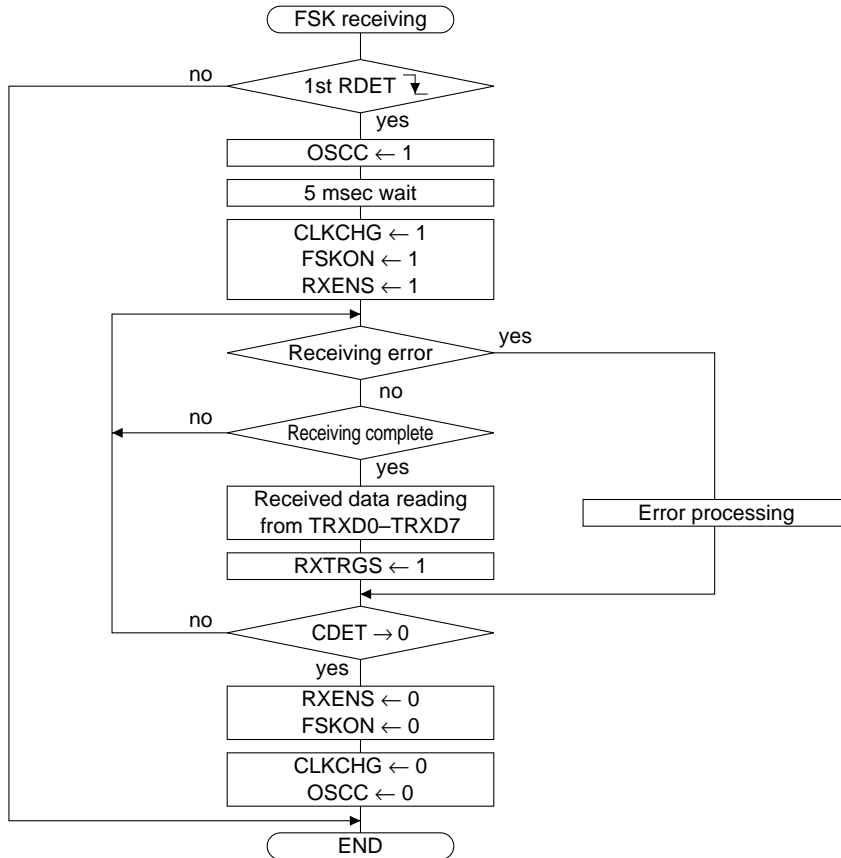 FSK receiving
no
1st RDET
yes
OSCC ← 1
5 msec wait
CLKCHG ← 1
FSKON ← 1
RXENS ← 1
yes
Receiving error
no
no
Receiving complete
yes
Received data reading
from TRXD0–TRXD7
Error processing
RXTRGS ← 1
no
CDET → 0
yes
RXENS ← 0
FSKON ← 0
CLKCHG ← 0
OSCC ← 0
END